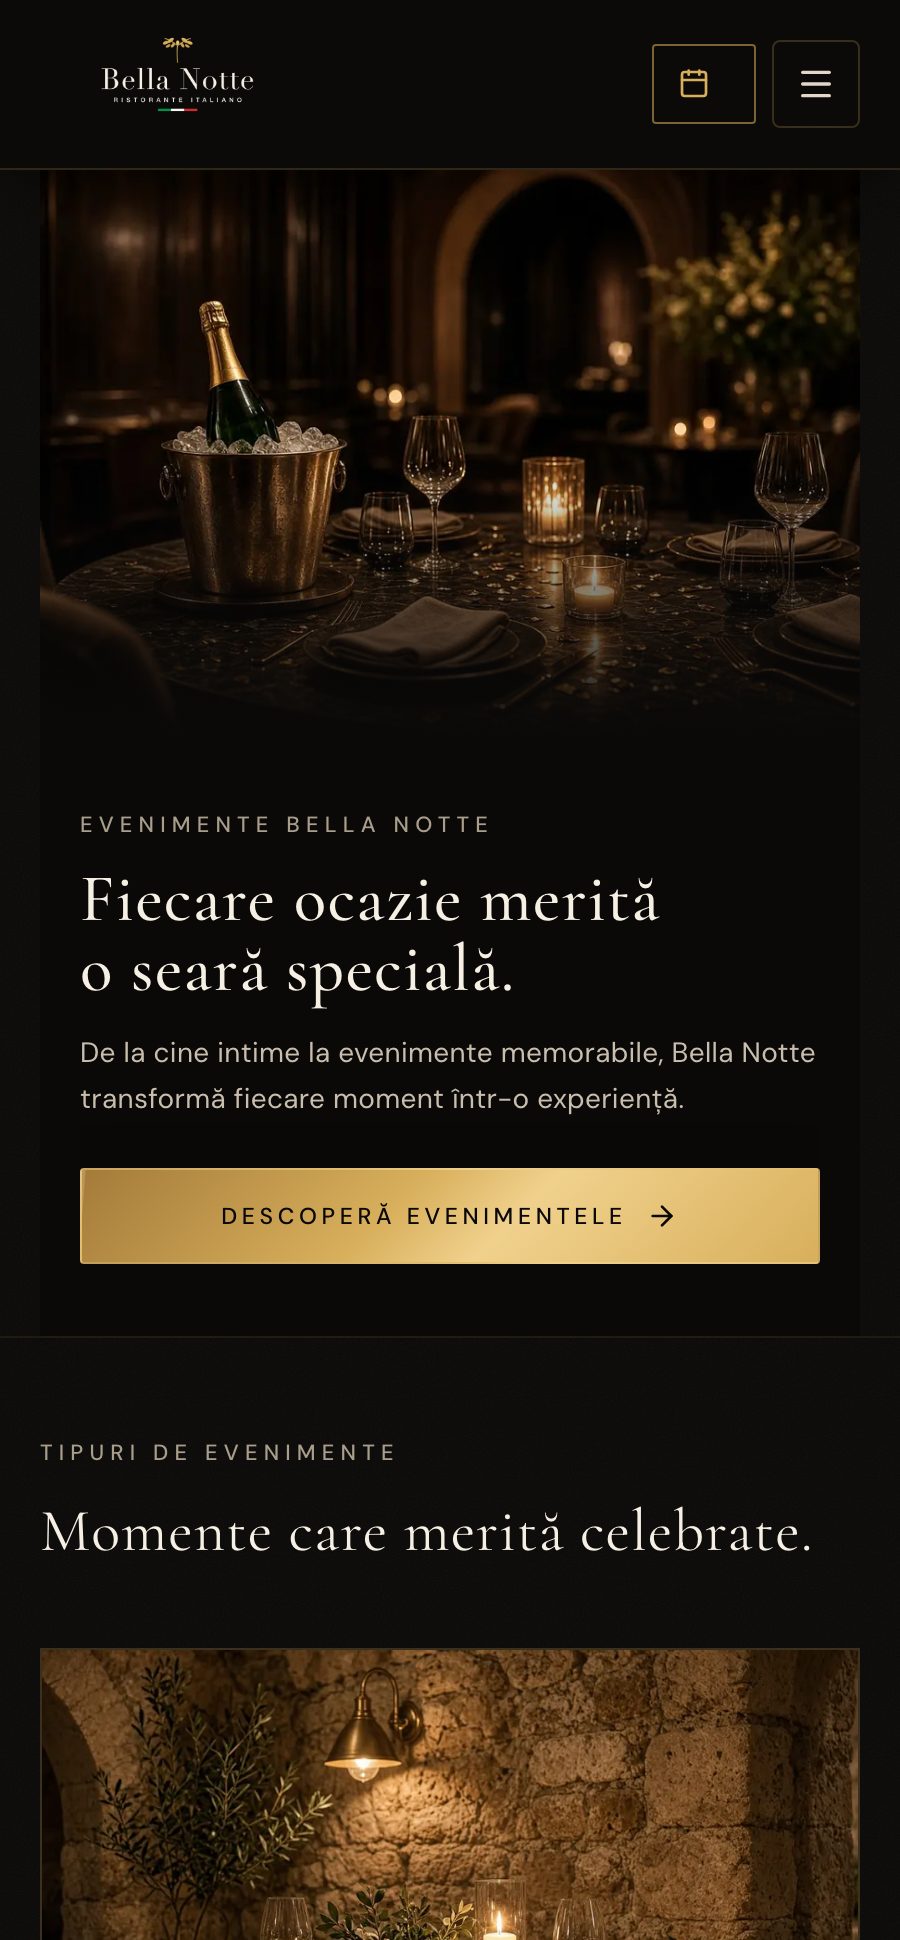 Bella Notte
RISTORANTE ITALIANO
EVENIMENTE BELLA NOTTE
Fiecare ocazie merită
o seară specială.
De la cine intime la evenimente memorabile, Bella Notte
transformă fiecare moment într-o experiență.
DESCOPERĂ EVENIMENTELE →
TIPURI DE EVENIMENTE
Momente care merită celebrate.